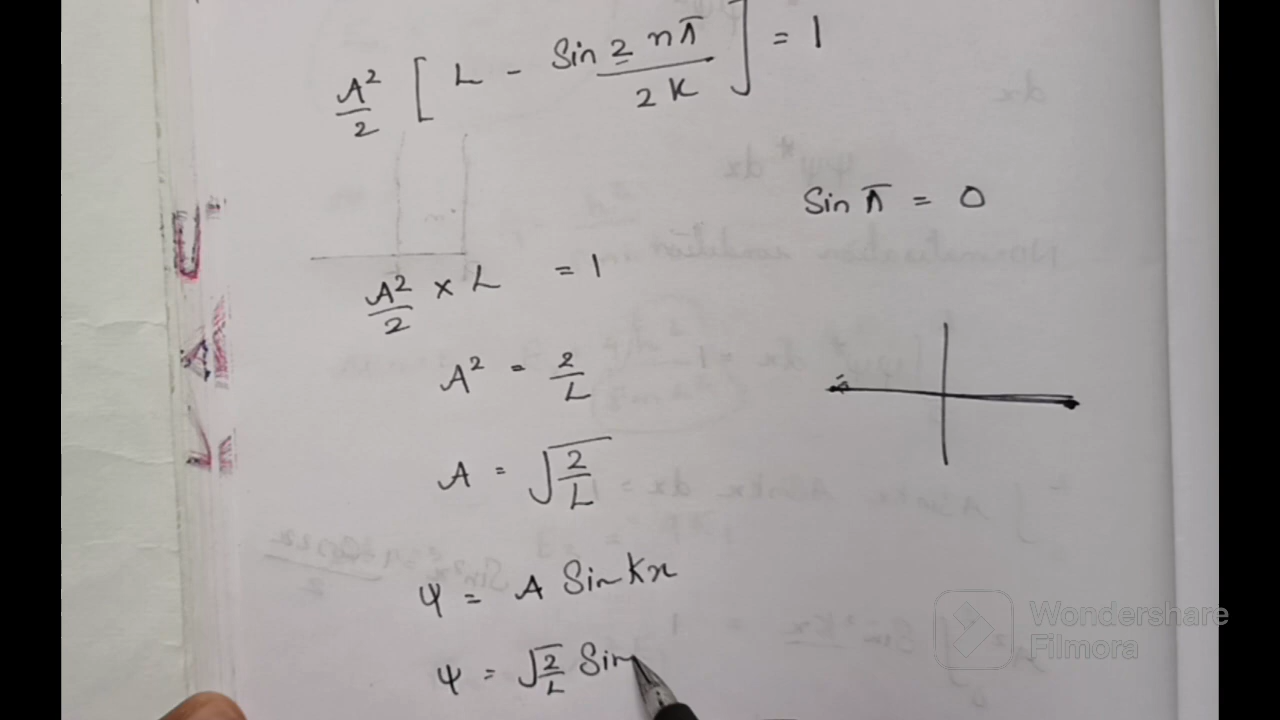 A²/2 [ L - Sin 2nπ / 2K ] = 1
Sin π = 0
A²/2 × L = 1
A² = 2/L
A = √(2/L)
ψ = A Sin Kx
ψ = √(2/L) Sin
Wondershare
Filmora